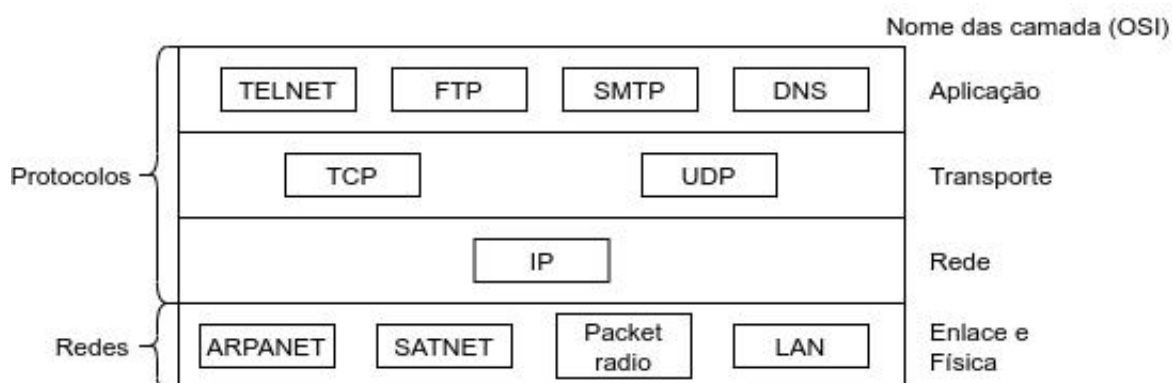 Nome das camada (OSI)
TELNET FTP SMTP DNS Aplicação
Protocolos TCP UDP Transporte
IP Rede
Redes ARPANET SATNET Packet radio LAN Enlace e Física